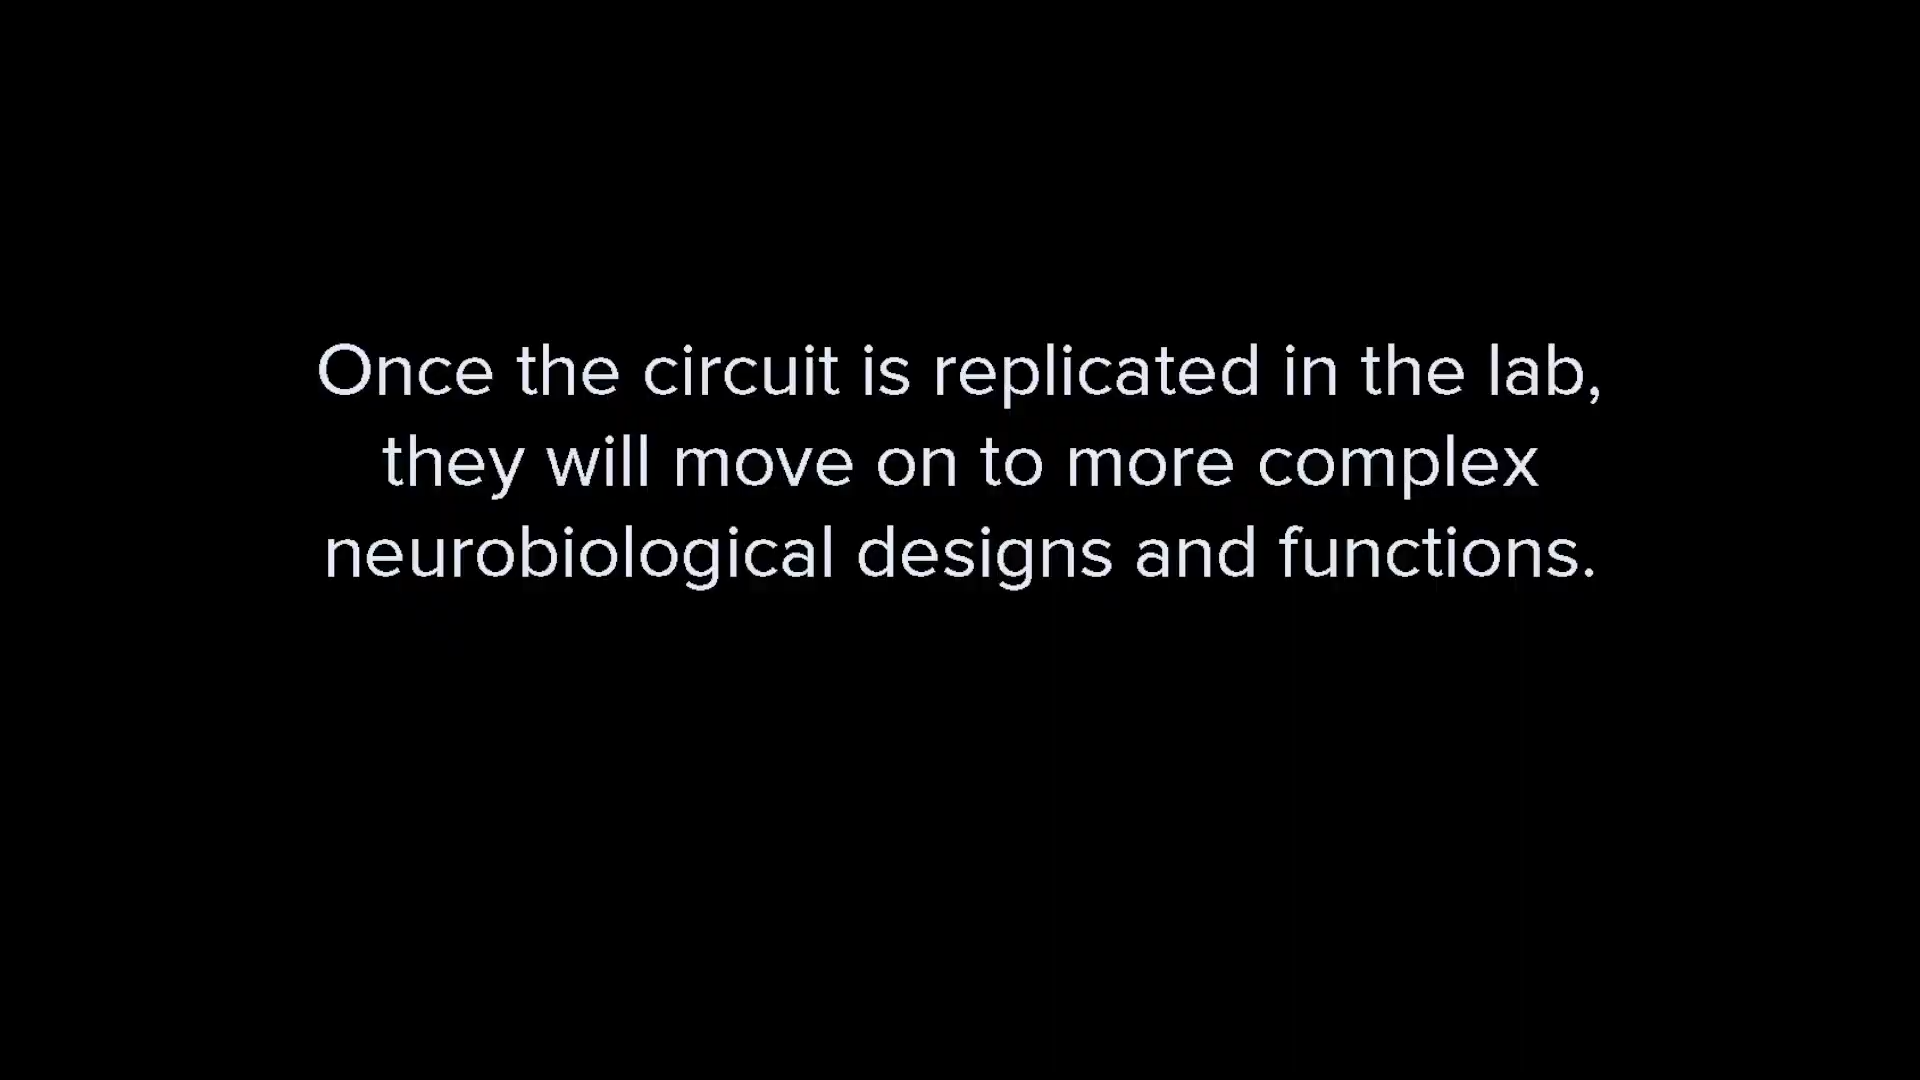 Once the circuit is replicated in the lab,
they will move on to more complex
neurobiological designs and functions.